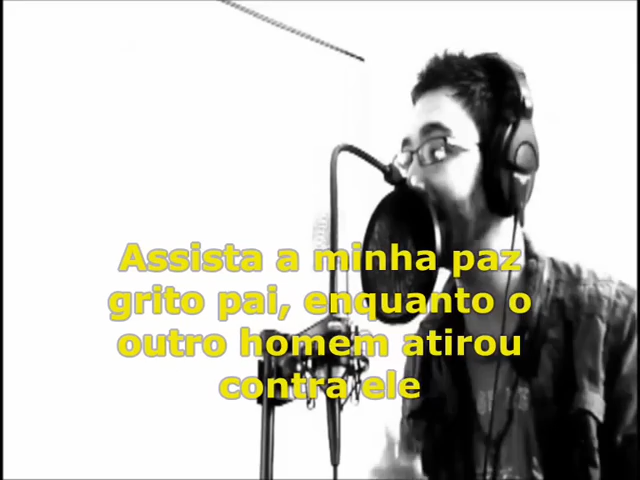 Assista a minha paz
grito pai, enquanto o
outro homem atirou
contra ele